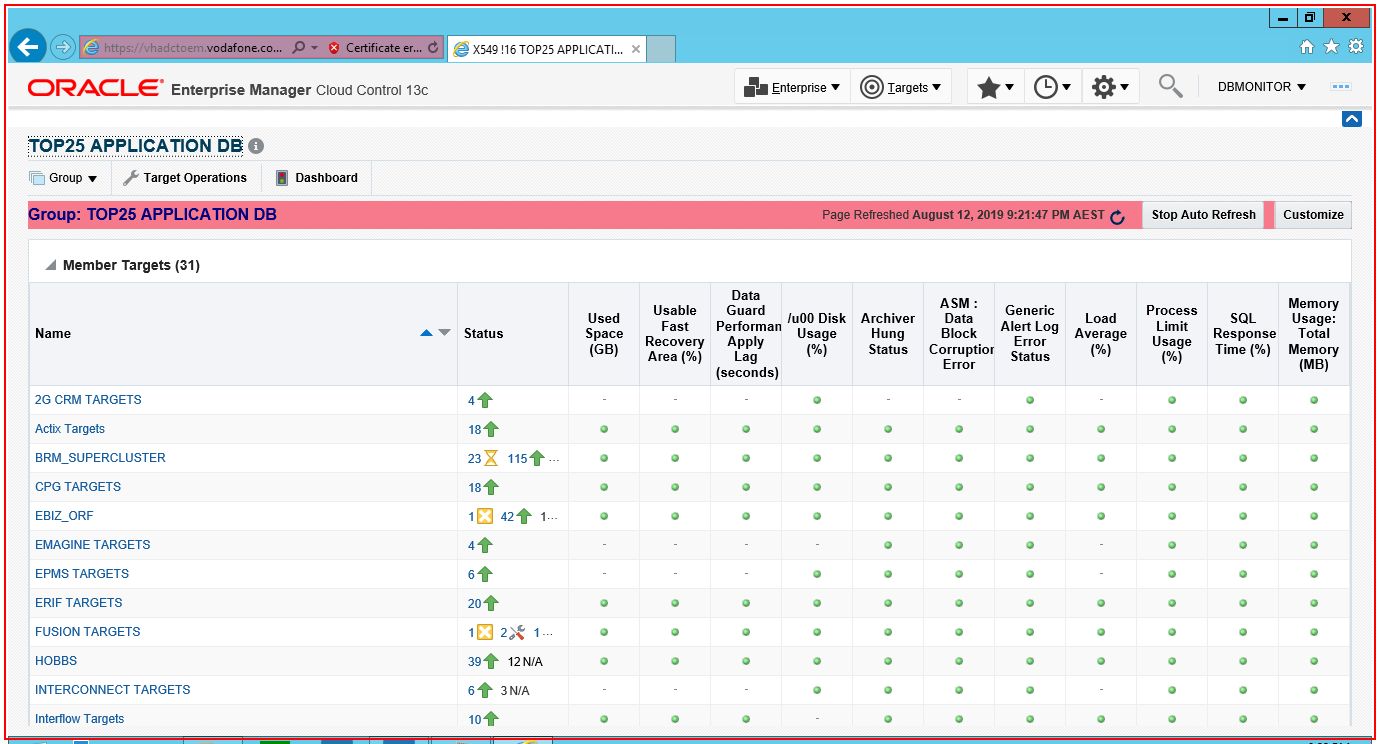 https://vhadctoem.vodafone.co... Certificate er... X549 !16 TOP25 APPLICATI...
ORACLE Enterprise Manager Cloud Control 13c Enterprise Targets DBMONITOR
TOP25 APPLICATION DB
Group Target Operations Dashboard
Group: TOP25 APPLICATION DB Page Refreshed August 12, 2019 9:21:47 PM AEST Stop Auto Refresh Customize
Member Targets (31)
Name Status Used Space (GB) Usable Fast Recovery Area (%) Data Guard Performan Apply Lag (seconds) /u00 Disk Usage (%) Archiver Hung Status ASM : Data Block Corruption Error Generic Alert Log Error Status Load Average (%) Process Limit Usage (%) SQL Response Time (%) Memory Usage: Total Memory (MB)
2G CRM TARGETS 4 - - - - - -
Actix Targets 18
BRM_SUPERCLUSTER 23 115 ...
CPG TARGETS 18
EBIZ_ORF 1 42 1...
EMAGINE TARGETS 4 - - - - -
EPMS TARGETS 6 - - - -
ERIF TARGETS 20
FUSION TARGETS 1 2 1...
HOBBS 39 12 N/A
INTERCONNECT TARGETS 6 3 N/A - - - -
Interflow Targets 10 -